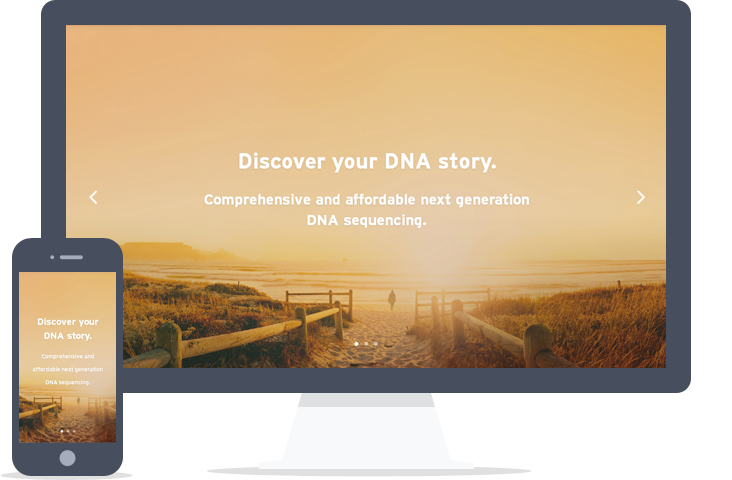 Discover your DNA story.
Comprehensive and affordable next generation
DNA sequencing.
Discover your
DNA story.
Comprehensive and
affordable next generation
DNA sequencing.